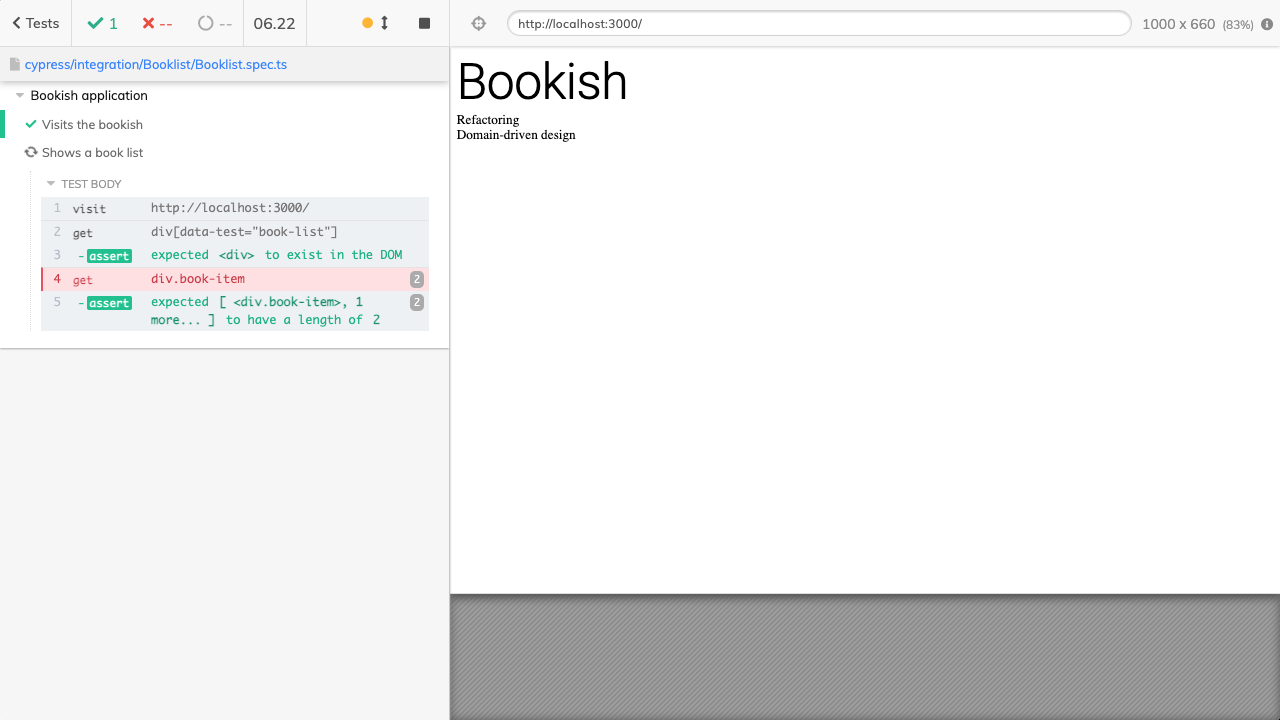 Tests
1
--
--
06.22
http://localhost:3000/
1000 x 660 (83%)
cypress/integration/Booklist/Booklist.spec.ts
Bookish application
Visits the bookish
Shows a book list
TEST BODY
1 visit http://localhost:3000/
2 get div[data-test="book-list"]
3 -assert expected <div> to exist in the DOM
4 get div.book-item 2
5 -assert expected [ <div.book-item>, 1 2
more... ] to have a length of 2
Bookish
Refactoring
Domain-driven design